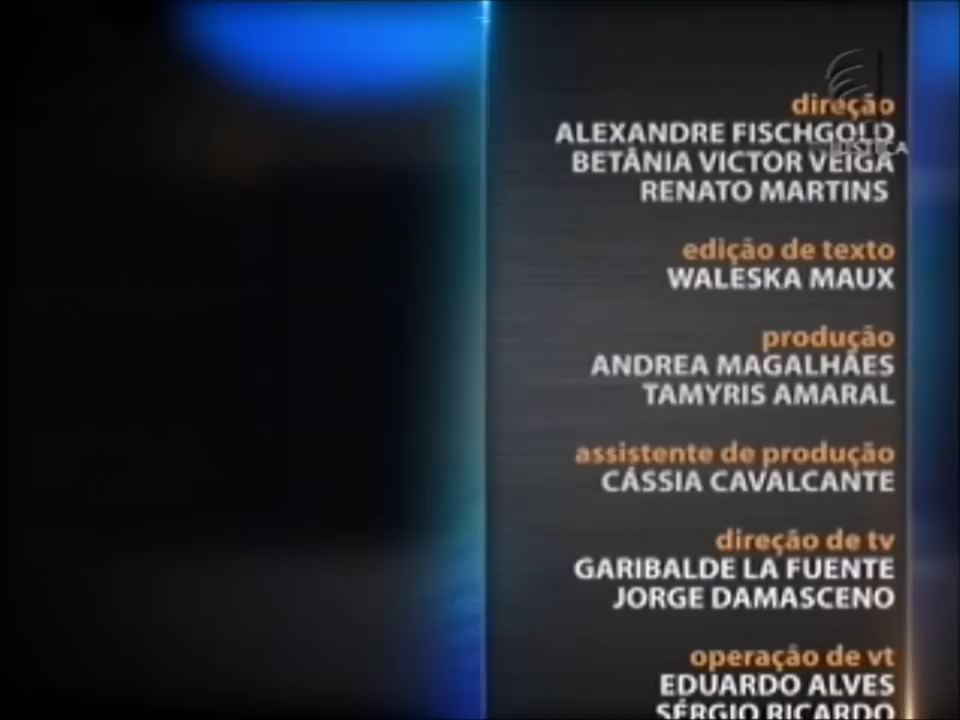 direção
ALEXANDRE FISCHGOLD
BETÂNIA VICTOR VEIGA
RENATO MARTINS
edição de texto
WALESKA MAUX
produção
ANDREA MAGALHÃES
TAMYRIS AMARAL
assistente de produção
CÁSSIA CAVALCANTE
direção de tv
GARIBALDE LA FUENTE
JORGE DAMASCENO
operação de vt
EDUARDO ALVES
SÉRGIO RICARDO